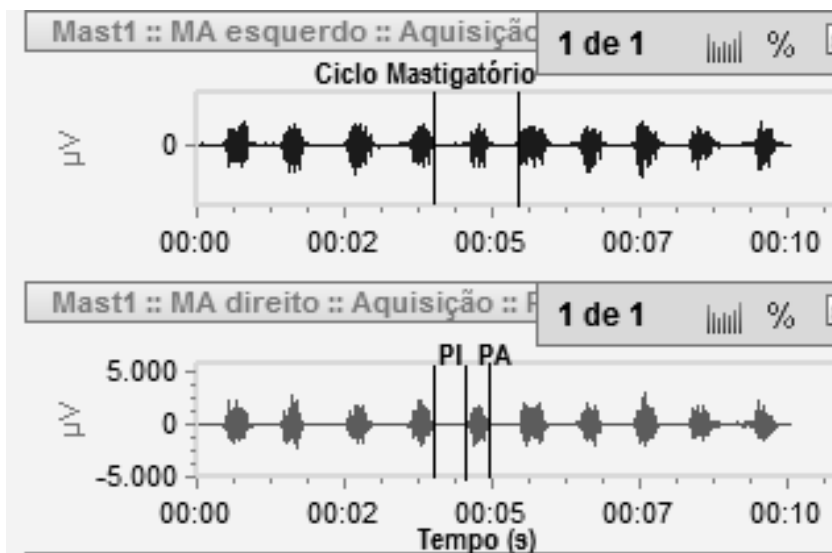 Mast1 :: MA esquerdo :: Aquisição
1 de 1
%
Ciclo Mastigatório
µV
0
00:00 00:02 00:05 00:07 00:10
Mast1 :: MA direito :: Aquisição ::
1 de 1
%
PI PA
µV
5.000
0
-5.000
00:00 00:02 00:05 00:07 00:10
Tempo (s)